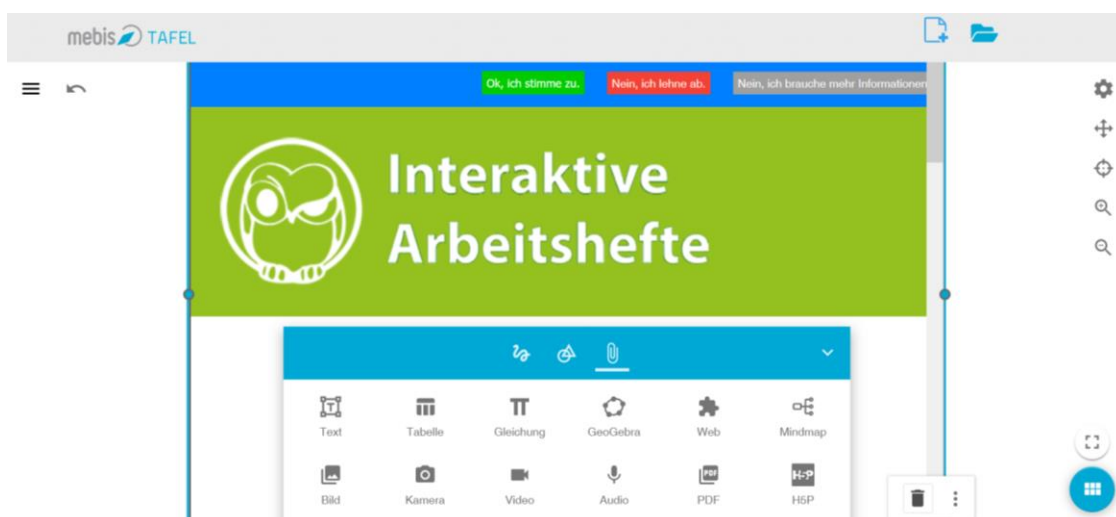 mebis TAFEL
Ok, ich stimme zu. Nein, ich lehne ab. Nein, ich brauche mehr Informationen
Interaktive
Arbeitshefte
Text Tabelle Gleichung GeoGebra Web Mindmap
PDF H-P
Bild Kamera Video Audio PDF H5P